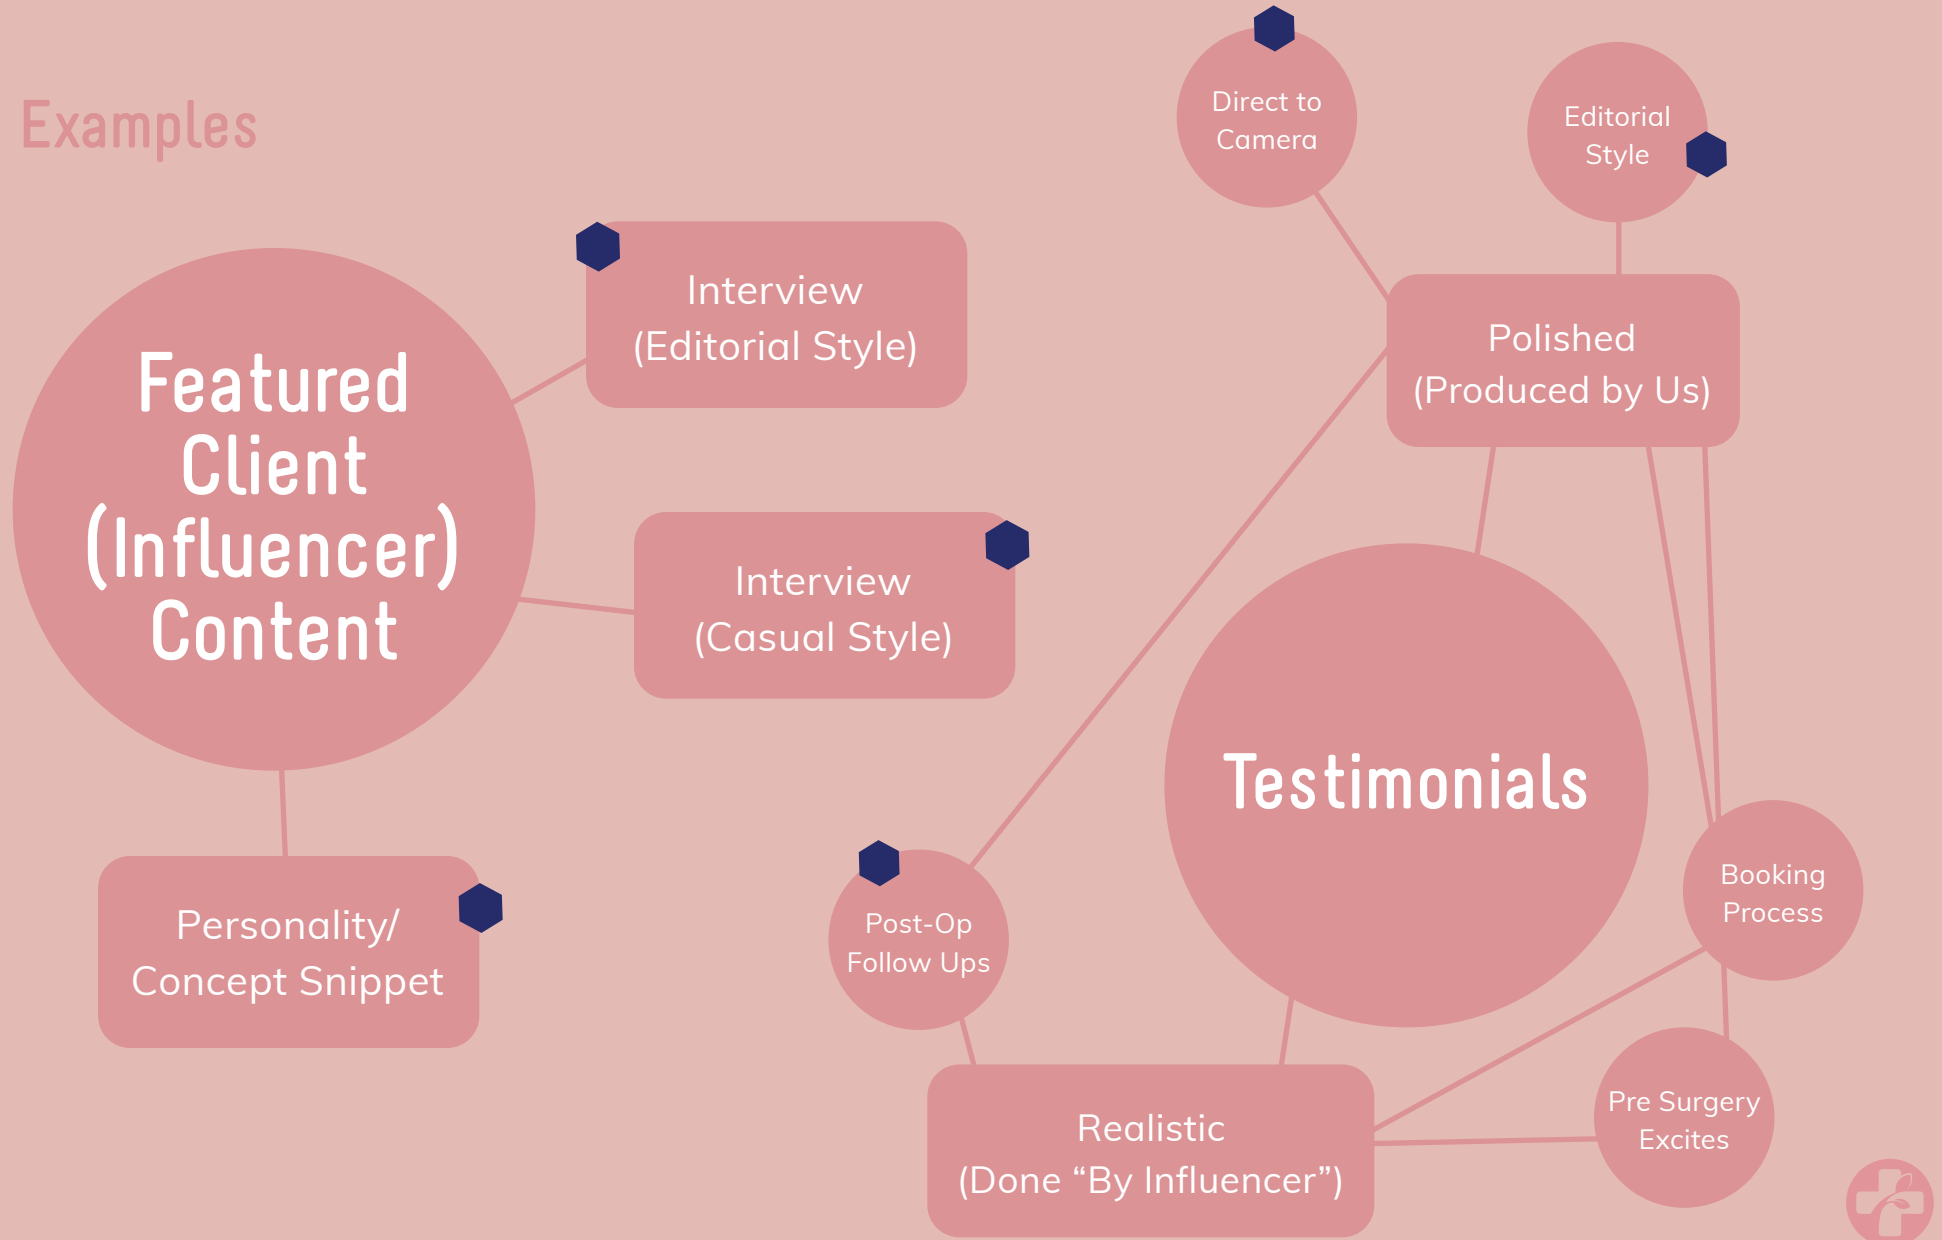 Examples
Featured
Client
(Influencer)
Content
Interview
(Editorial Style)
Interview
(Casual Style)
Personality/
Concept Snippet
Direct to
Camera
Editorial
Style
Polished
(Produced by Us)
Testimonials
Post-Op
Follow Ups
Booking
Process
Realistic
(Done “By Influencer”)
Pre Surgery
Excites